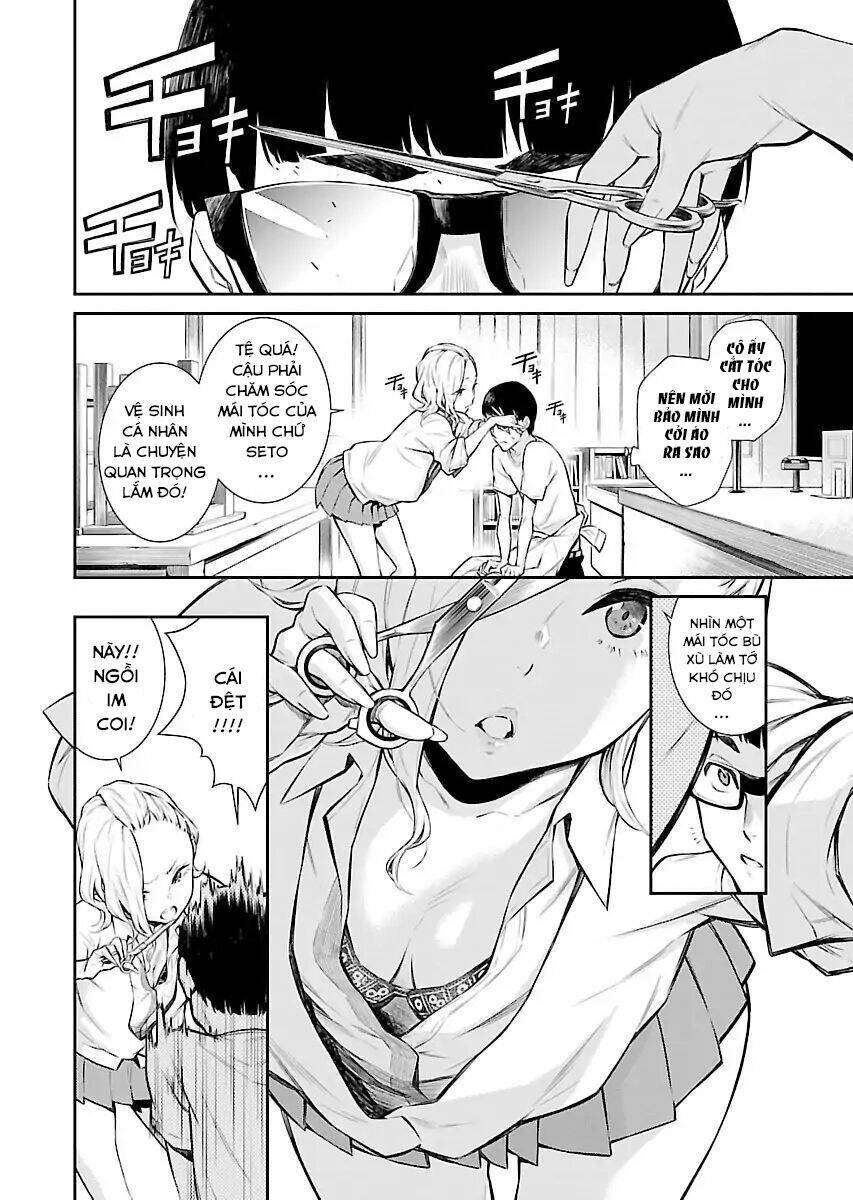 チョキ
チョキ
チョキ
チョキ
CÔ ẤY
CẮT TÓC
CHO
MÌNH
...
NÊN MỚI
BẢO MÌNH
CỞI ÁO
RA SAO
...
チョキ
チョキ
TỆ QUÁ!
CẬU PHẢI
CHĂM SÓC
MÁI TÓC CỦA
MÌNH CHỨ
SETO
...
VỆ SINH
CÁ NHÂN
LÀ CHUYỆN
QUAN TRỌNG
LẮM ĐÓ!
NHÌN MỘT
MÁI TÓC BÙ
XÙ LÀM TỚ
KHÓ CHỊU
ĐÓ
...
CÁI
ĐỆT
!!!!
NÀY!!
NGỒI
IM
COI!